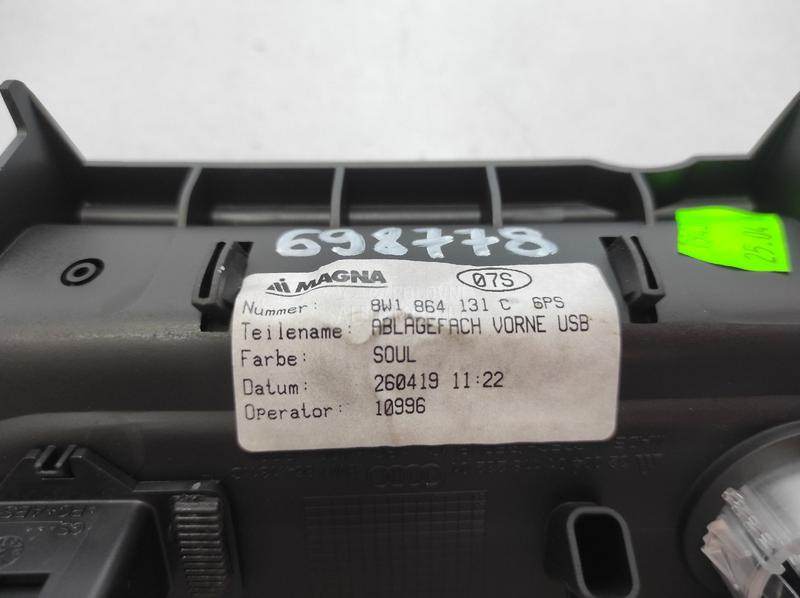 698778
MAGNA 07S
Nummer: 8W1 864 131 C 6PS
Teilename: ABLAGEFACH VORNE USB
Farbe: SOUL
Datum: 260419 11:22
Operator: 10996
25.04